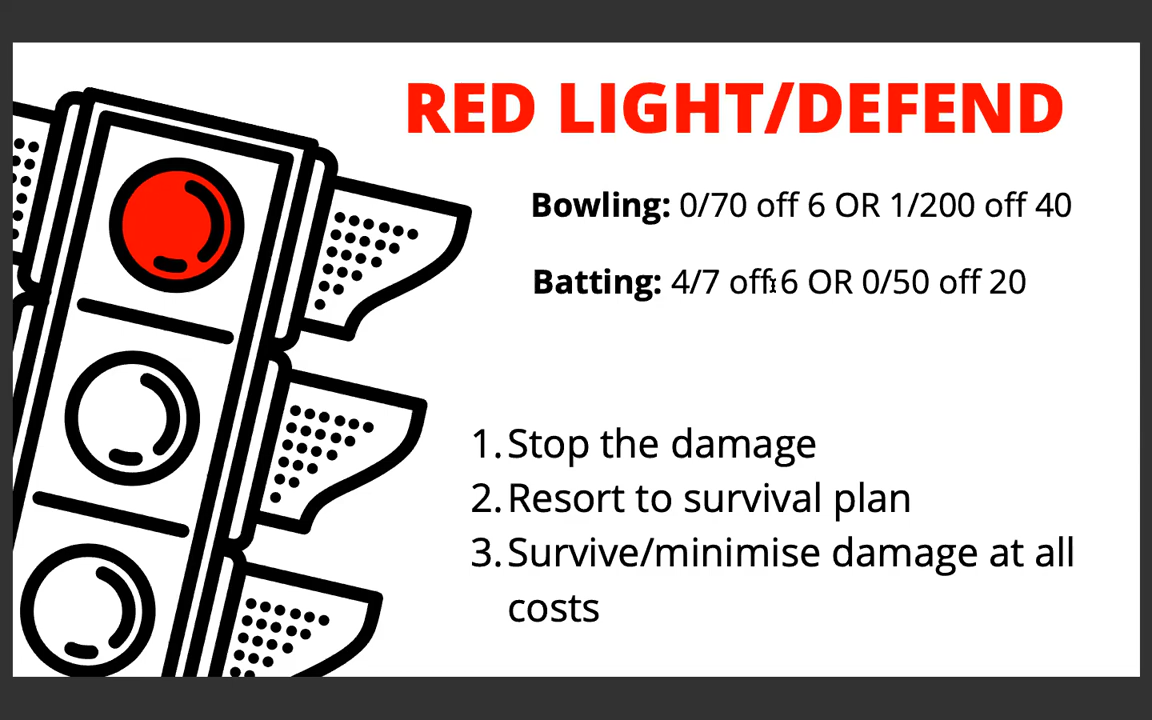 RED LIGHT/DEFEND
Bowling: 0/70 off 6 OR 1/200 off 40
Batting: 4/7 off 6 OR 0/50 off 20
1. Stop the damage
2. Resort to survival plan
3. Survive/minimise damage at all
costs